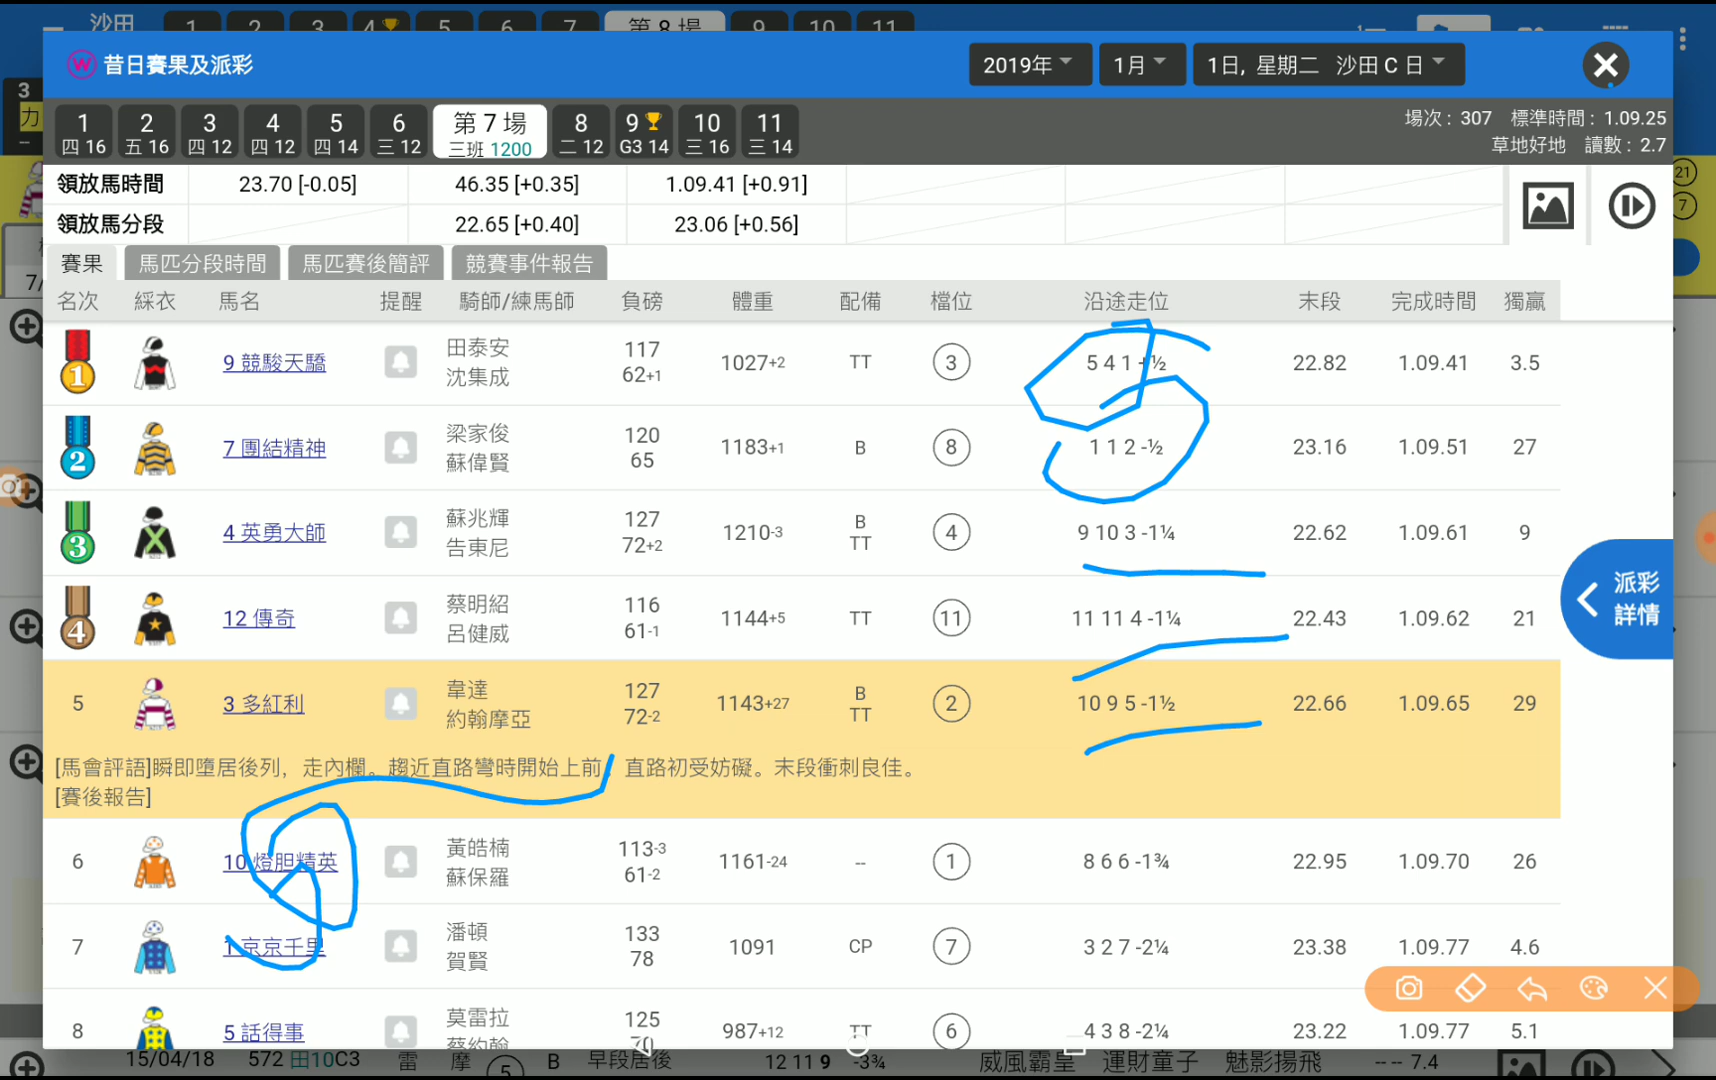 沙田 1 2 3 4 5 6 7 第 8 場 9 10 11
昔日賽果及派彩 2019年 1月 1日, 星期二 沙田 C 日
1 2 3 4 5 6 第 7 場 8 9 10 11
四 16 五 16 四 12 四 12 四 14 三 12 三班 1200 二 12 G3 14 三 16 三 14
場次 : 307 標準時間 : 1.09.25
草地好地 讀數 : 2.7
領放馬時間 23.70 [-0.05] 46.35 [+0.35] 1.09.41 [+0.91]
領放馬分段 22.65 [+0.40] 23.06 [+0.56]
賽果 馬匹分段時間 馬匹賽後簡評 競賽事件報告
名次 綵衣 馬名 提醒 騎師/練馬師 負磅 體重 配備 檔位 沿途走位 末段 完成時間 獨贏
1 9 競駿天驕 田泰安 沈集成 117 62+1 1027+2 TT 3 5 4 1 +½ 22.82 1.09.41 3.5
2 7 團結精神 梁家俊 蘇偉賢 120 65 1183+1 B 8 1 1 2 -½ 23.16 1.09.51 27
3 4 英勇大師 蘇兆輝 告東尼 127 72+2 1210-3 B TT 4 9 10 3 -1¼ 22.62 1.09.61 9
4 12 傳奇 蔡明紹 呂健威 116 61-1 1144+5 TT 11 11 11 4 -1¼ 22.43 1.09.62 21
5 3 多紅利 韋達 約翰摩亞 127 72-2 1143+27 B TT 2 10 9 5 -1½ 22.66 1.09.65 29
[馬會評語]瞬即墮居後列，走內欄。趨近直路彎時開始上前，直路初受妨礙。末段衝刺良佳。
[賽後報告]
6 10 燈胆精英 黃皓楠 蘇保羅 113-3 61-2 1161-24 -- 1 8 6 6 -1¾ 22.95 1.09.70 26
7 1 京京千里 潘頓 賀賢 133 78 1091 CP 7 3 2 7 -2¼ 23.38 1.09.77 4.6
8 5 話得事 莫雷拉 蔡約翰 125 70 987+12 TT 6 4 3 8 -2¼ 23.22 1.09.77 5.1
派彩
詳情
15/04/18 572 田10C3 雷 摩 5 B 早段居後 12 11 9 -3¾ 威風霸皇 運財童子 魅影揚飛 -- -- 7.4